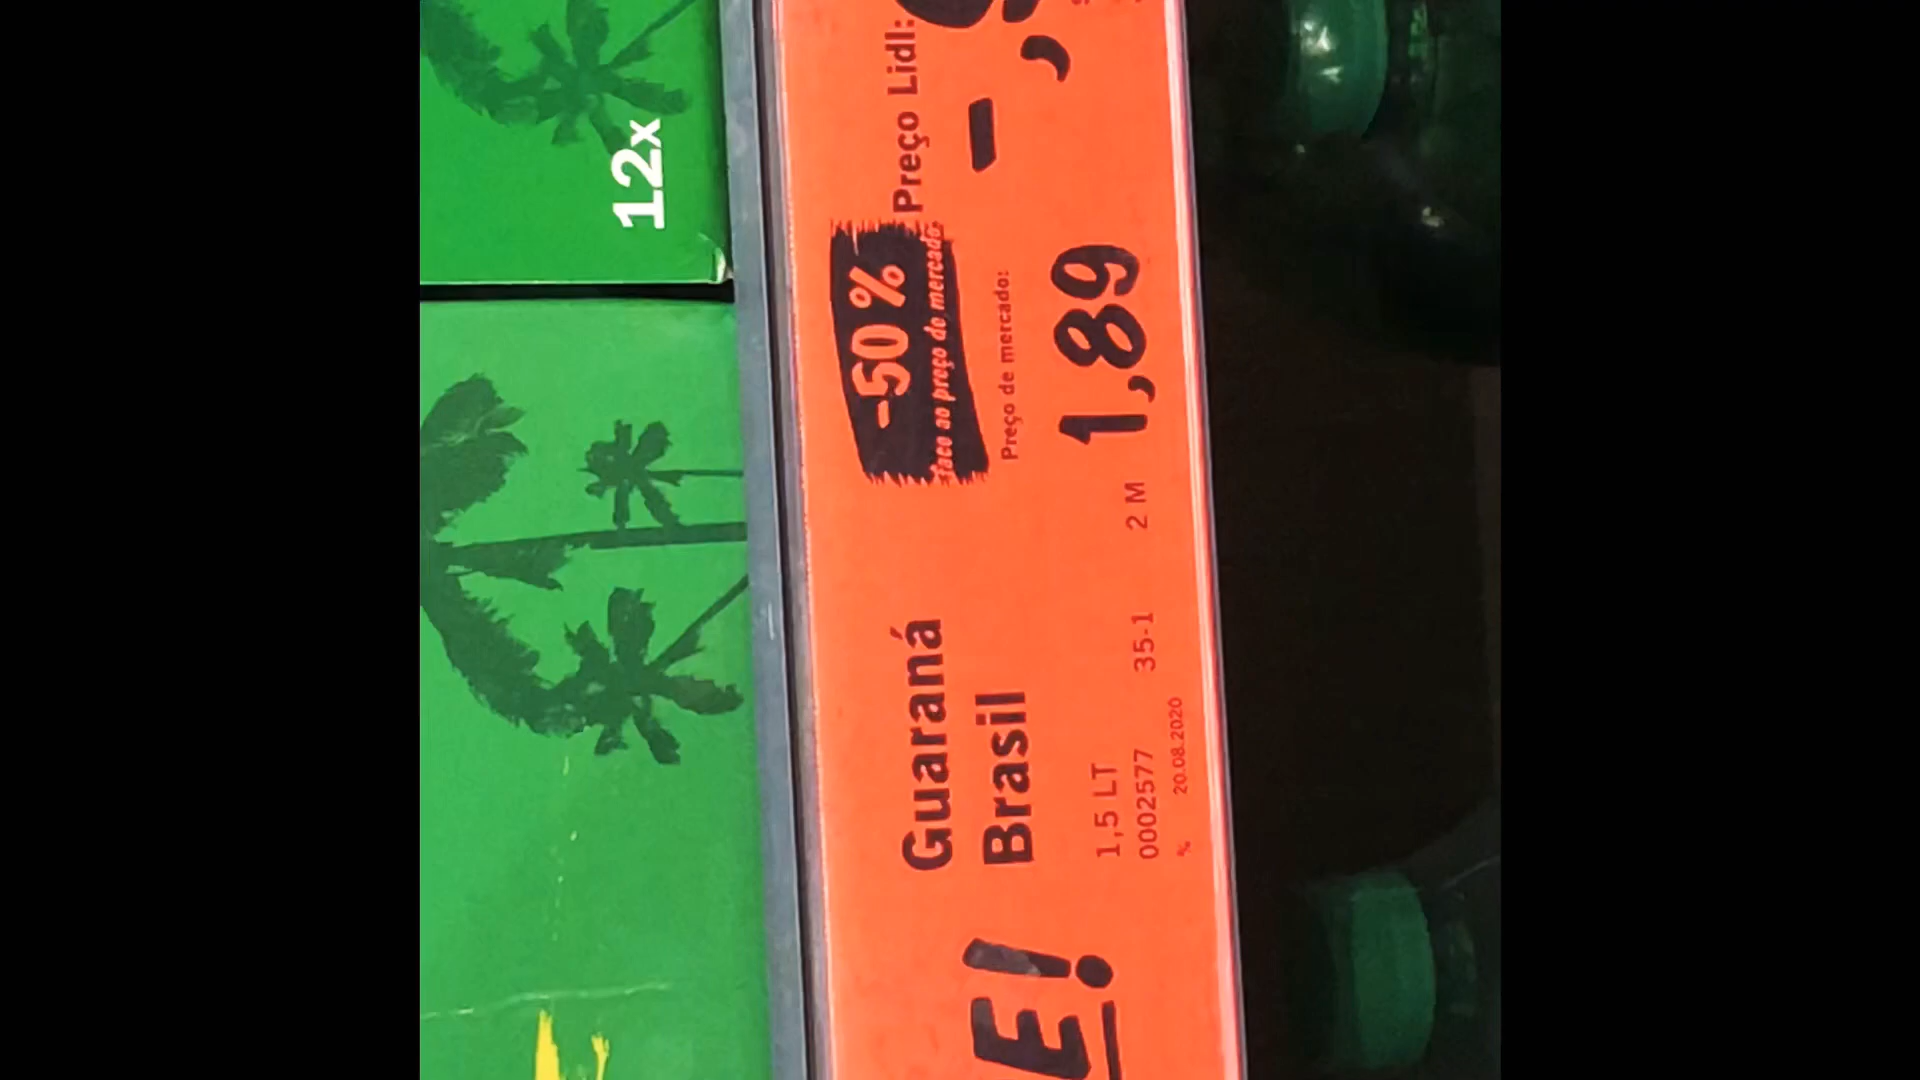 12x
-50%
face ao preço de mercado
Preço Lidl:
Preço de mercado:
1,89
Guaraná
Brasil
1,5 LT
0002577 35-1 2 M
% 20.08.2020